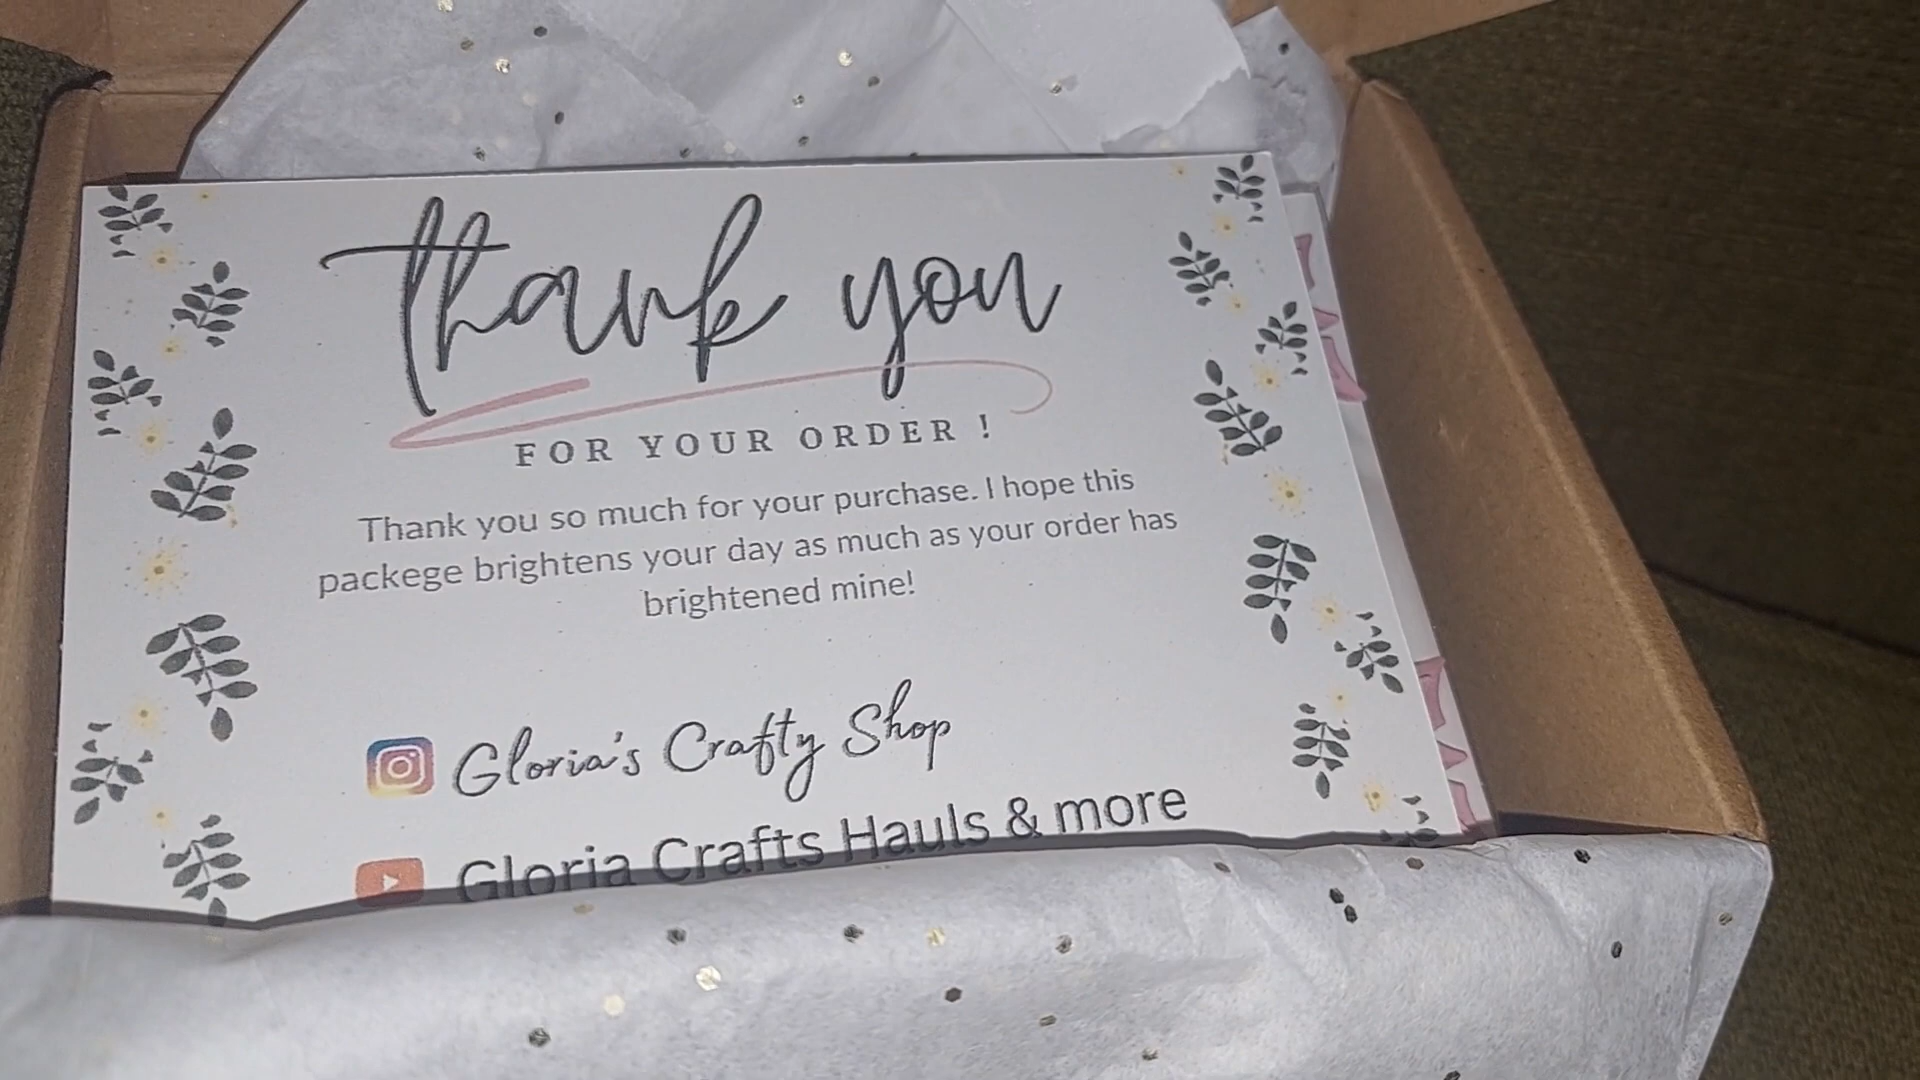 thank you
FOR YOUR ORDER !
Thank you so much for your purchase. I hope this
packege brightens your day as much as your order has
brightened mine!
Gloria's Crafty Shop
Gloria Crafts Hauls & more